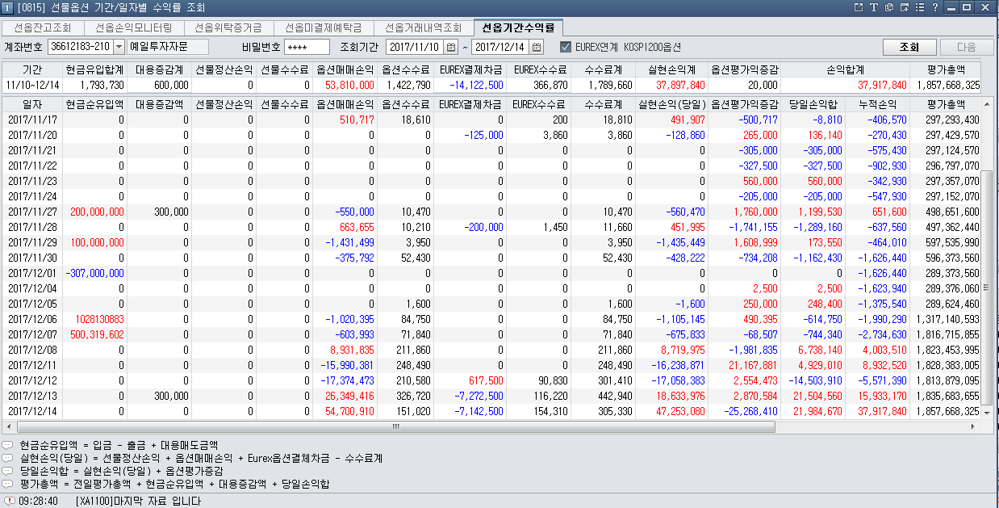 1 [0815] 선물옵션 기간/일자별 수익률 조회 T ?
선옵잔고조회 선옵손익모니터링 선옵위탁증거금 선옵미결제예탁금 선옵거래내역조회 선옵기간수익률
계좌번호 36612183-210 예일투자자문 비밀번호 **** 조회기간 2017/11/10 ~ 2017/12/14 EUREX연계 KOSPI200옵션 조회 다음
기간 현금유입합계 대용증감계 선물정산손익 선물수수료 옵션매매손익 옵션수수료 EUREX결제차금 EUREX수수료 수수료계 실현손익계 옵션평가익증감 손익합계 평가총액
11/10~12/14 1,793,730 600,000 0 0 53,810,000 1,422,790 -14,122,500 366,870 1,789,660 37,897,840 20,000 37,917,840 1,857,668,325
일자 현금순유입액 대용증감액 선물정산손익 선물수수료 옵션매매손익 옵션수수료 EUREX결제차금 EUREX수수료 수수료계 실현손익(당일) 옵션평가익증감 당일손익합 누적손익 평가총액
2017/11/17 0 0 0 0 510,717 18,610 0 200 18,810 491,907 -500,717 -8,810 -406,570 297,293,430
2017/11/20 0 0 0 0 0 0 -125,000 3,860 3,860 -128,860 265,000 136,140 -270,430 297,429,570
2017/11/21 0 0 0 0 0 0 0 0 0 0 -305,000 -305,000 -575,430 297,124,570
2017/11/22 0 0 0 0 0 0 0 0 0 0 -327,500 -327,500 -902,930 296,797,070
2017/11/23 0 0 0 0 0 0 0 0 0 0 560,000 560,000 -342,930 297,357,070
2017/11/24 0 0 0 0 0 0 0 0 0 0 -205,000 -205,000 -547,930 297,152,070
2017/11/27 200,000,000 300,000 0 0 -550,000 10,470 0 0 10,470 -560,470 1,760,000 1,199,530 651,600 498,651,600
2017/11/28 0 0 0 0 663,655 10,210 -200,000 1,450 11,660 451,995 -1,741,155 -1,289,160 -637,560 497,362,440
2017/11/29 100,000,000 0 0 0 -1,431,499 3,950 0 0 3,950 -1,435,449 1,608,999 173,550 -464,010 597,535,990
2017/11/30 0 0 0 0 -375,792 52,430 0 0 52,430 -428,222 -734,208 -1,162,430 -1,626,440 596,373,560
2017/12/01 -307,000,000 0 0 0 0 0 0 0 0 0 0 0 -1,626,440 289,373,560
2017/12/04 0 0 0 0 0 0 0 0 0 0 2,500 2,500 -1,623,940 289,376,060
2017/12/05 0 0 0 0 0 1,600 0 0 1,600 -1,600 250,000 248,400 -1,375,540 289,624,460
2017/12/06 1028130883 0 0 0 -1,020,395 84,750 0 0 84,750 -1,105,145 490,395 -614,750 -1,990,290 1,317,140,593
2017/12/07 500,319,602 0 0 0 -603,993 71,840 0 0 71,840 -675,833 -68,507 -744,340 -2,734,630 1,816,715,855
2017/12/08 0 0 0 0 8,931,835 211,860 0 0 211,860 8,719,975 -1,981,835 6,738,140 4,003,510 1,823,453,995
2017/12/11 0 0 0 0 -15,990,381 248,490 0 0 248,490 -16,238,871 21,167,881 4,929,010 8,932,520 1,828,383,005
2017/12/12 0 0 0 0 -17,374,473 210,580 617,500 90,830 301,410 -17,058,383 2,554,473 -14,503,910 -5,571,390 1,813,879,095
2017/12/13 0 300,000 0 0 26,349,416 326,720 -7,272,500 116,220 442,940 18,633,976 2,870,584 21,504,560 15,933,170 1,835,683,655
2017/12/14 0 0 0 0 54,700,910 151,020 -7,142,500 154,310 305,330 47,253,080 -25,268,410 21,984,670 37,917,840 1,857,668,325
현금순유입액 = 입금 - 출금 + 대용매도금액
실현손익(당일) = 선물정산손익 + 옵션매매손익 + Eurex옵션결제차금 - 수수료계
당일손익합 = 실현손익(당일) + 옵션평가증감
평가총액 = 전일평가총액 + 현금순유입액 + 대용증감액 + 당일손익합
09:28:40 [XA1100]마지막 자료 입니다